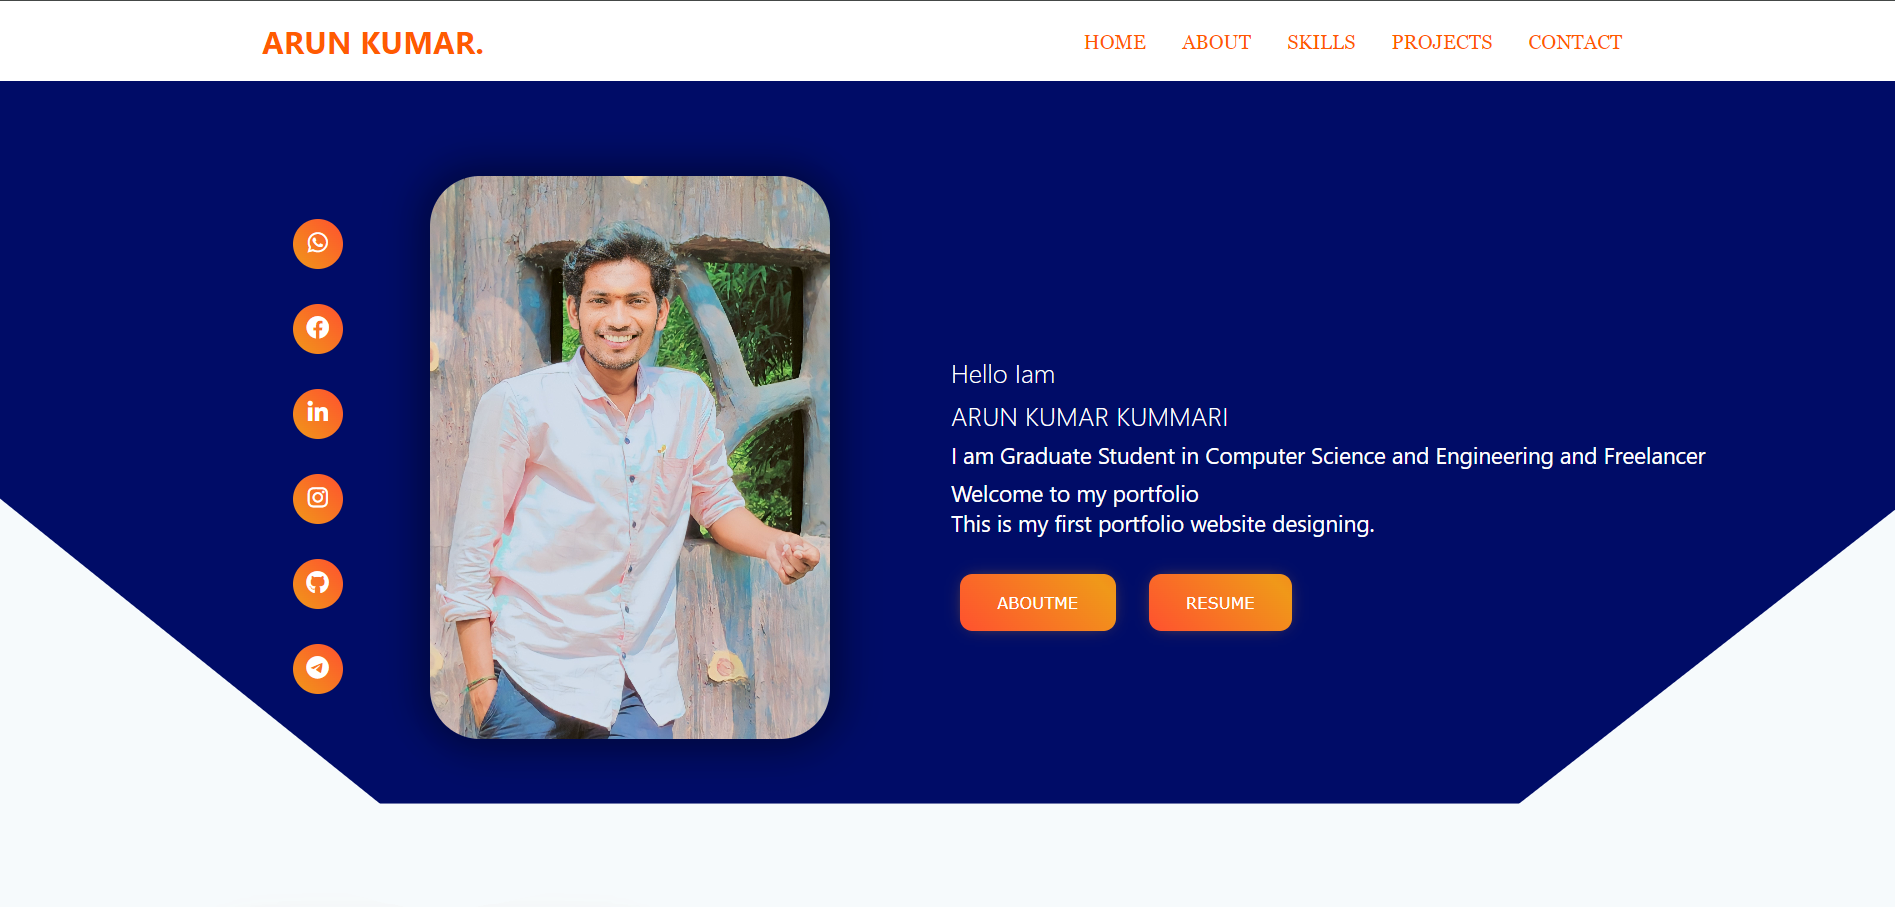 ARUN KUMAR.
HOME ABOUT SKILLS PROJECTS CONTACT
Hello Iam
ARUN KUMAR KUMMARI
I am Graduate Student in Computer Science and Engineering and Freelancer
Welcome to my portfolio
This is my first portfolio website designing.
ABOUTME RESUME